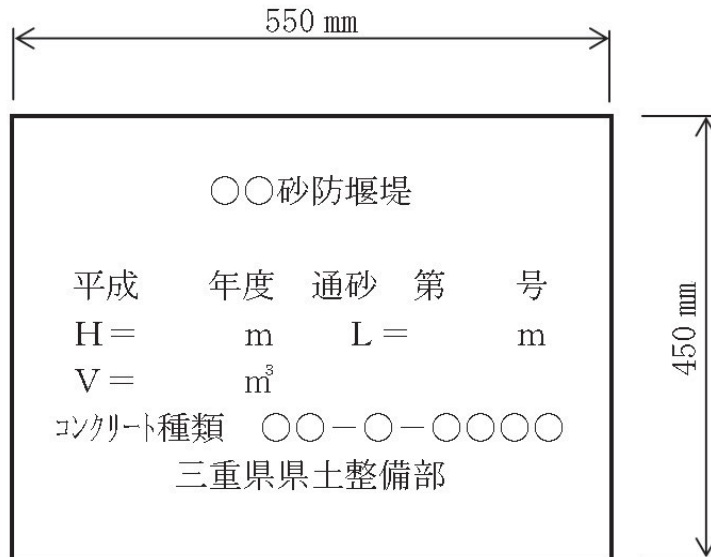 550 mm
○○砂防堰堤
平成　　年度　通砂　第　　号
H＝　　　m　　L＝　　　m
V＝　　　m³
コンクリート種類　○○－○－○○○○
三重県県土整備部
450 mm